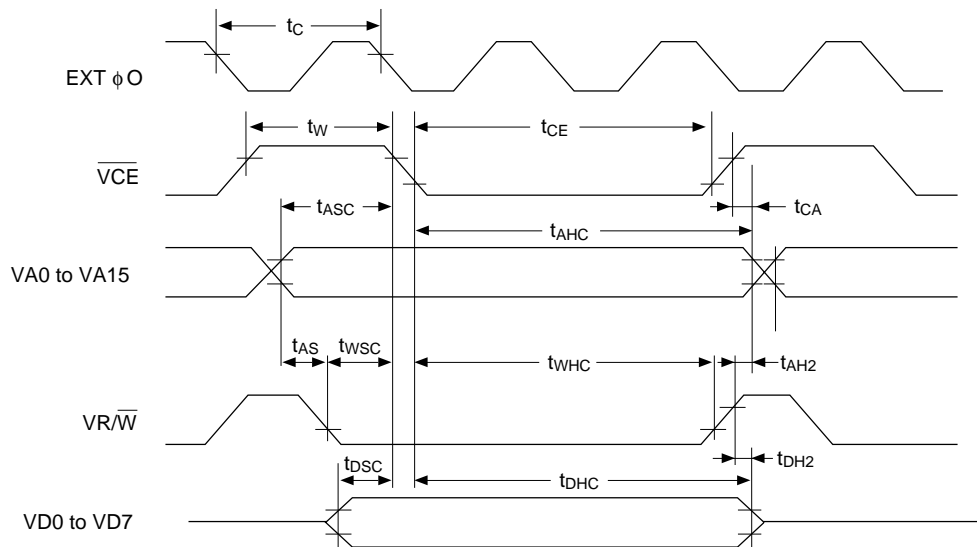 tC
EXT ϕO
tW
tCE
VCE
tCA
tASC
tAHC
VA0 to VA15
tAS
tWSC
tWHC
tAH2
VR/W
tDSC
tDHC
tDH2
VD0 to VD7